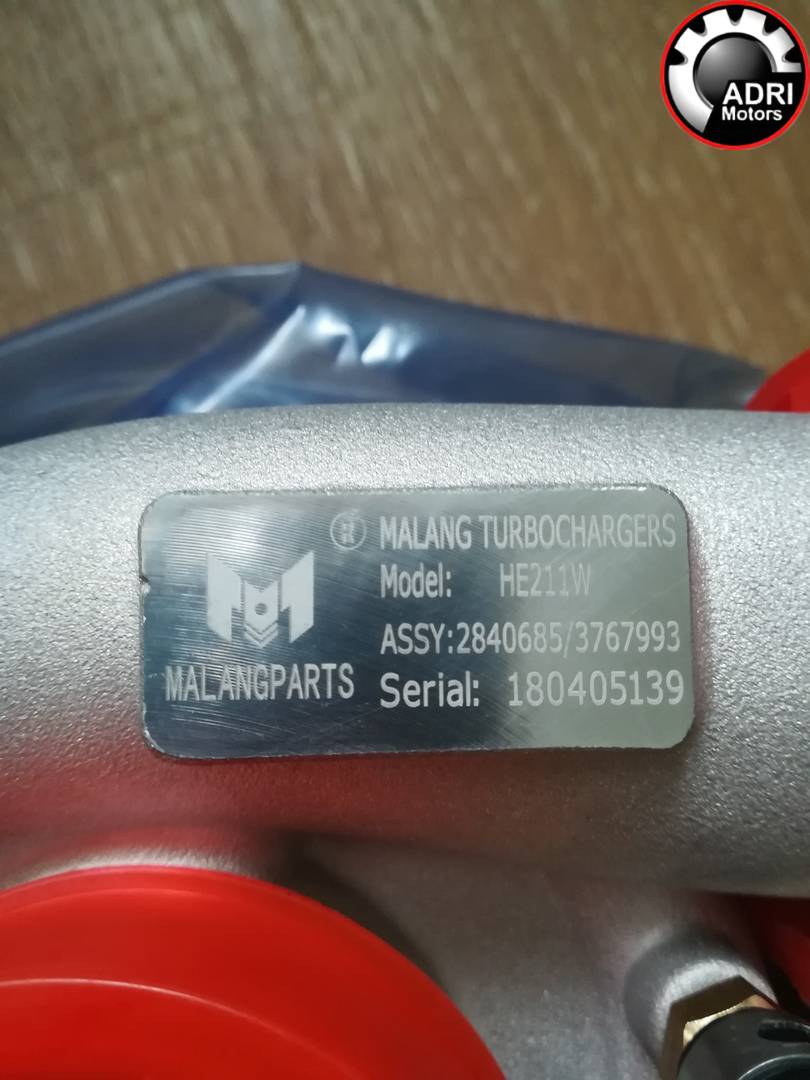 ADRI
Motors
® MALANG TURBOCHARGERS
Model: HE211W
ASSY:2840685/3767993
MALANGPARTS
Serial: 180405139